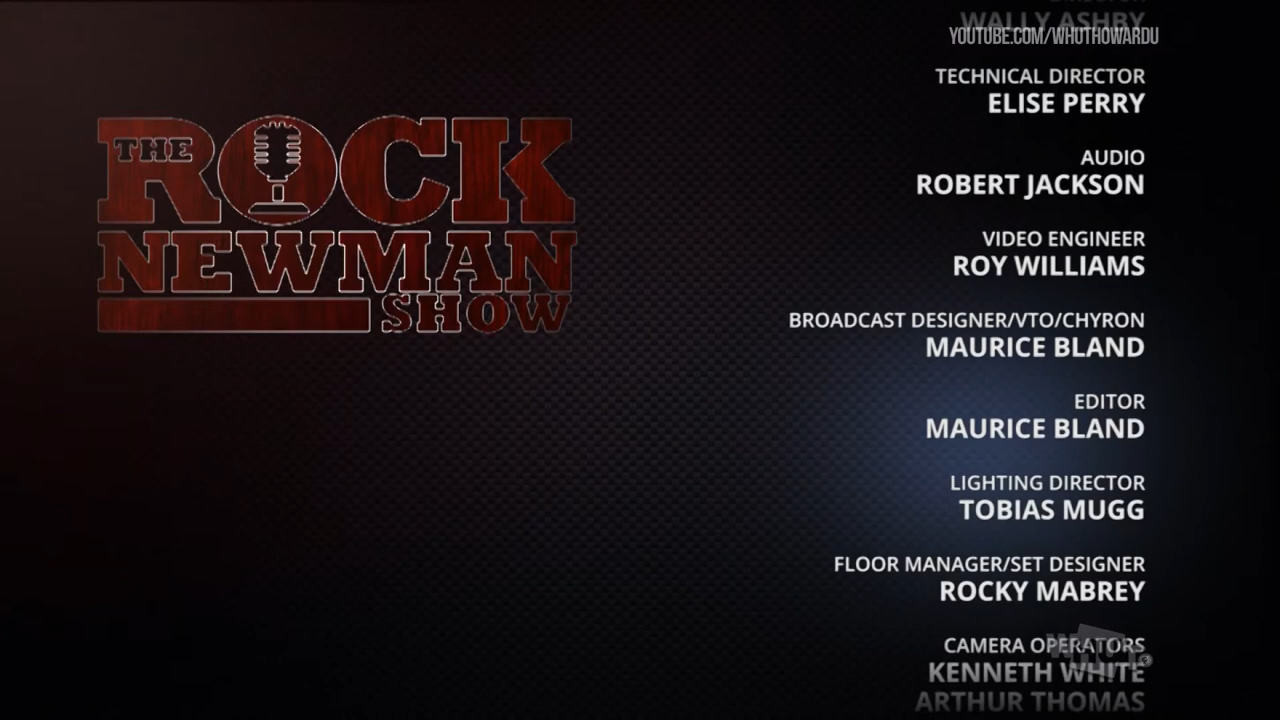 DIRECTOR
WALLY ASHBY
YOUTUBE.COM/WHUTHOWARDU
TECHNICAL DIRECTOR
ELISE PERRY
AUDIO
ROBERT JACKSON
VIDEO ENGINEER
ROY WILLIAMS
BROADCAST DESIGNER/VTO/CHYRON
MAURICE BLAND
EDITOR
MAURICE BLAND
LIGHTING DIRECTOR
TOBIAS MUGG
FLOOR MANAGER/SET DESIGNER
ROCKY MABREY
CAMERA OPERATORS
KENNETH WHITE
ARTHUR THOMAS
THE ROCK
NEWMAN
SHOW
whut